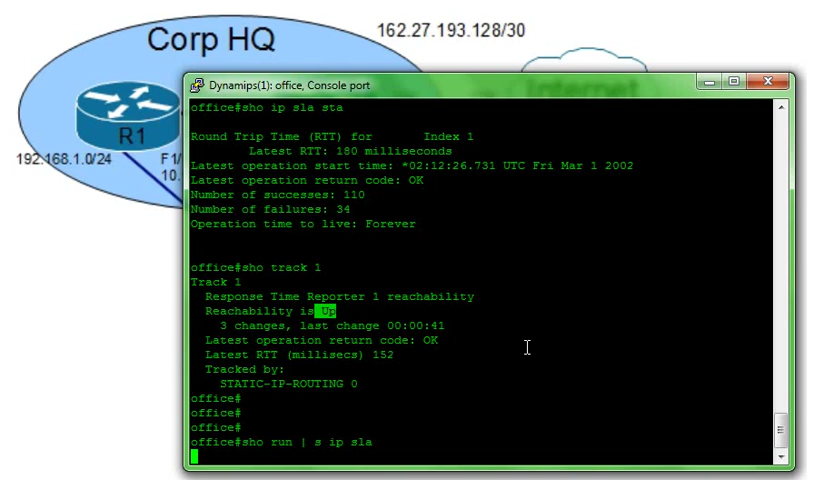 Corp HQ
162.27.193.128/30
Internet
R1
192.168.1.0/24
F1/
10.
Dynamips(1): office, Console port
office#sho ip sla sta
Round Trip Time (RTT) for Index 1
Latest RTT: 180 milliseconds
Latest operation start time: *02:12:26.731 UTC Fri Mar 1 2002
Latest operation return code: OK
Number of successes: 110
Number of failures: 34
Operation time to live: Forever
office#sho track 1
Track 1
Response Time Reporter 1 reachability
Reachability is Up
3 changes, last change 00:00:41
Latest operation return code: OK
Latest RTT (millisecs) 152
Tracked by:
STATIC-IP-ROUTING 0
office#
office#
office#
office#sho run | s ip sla